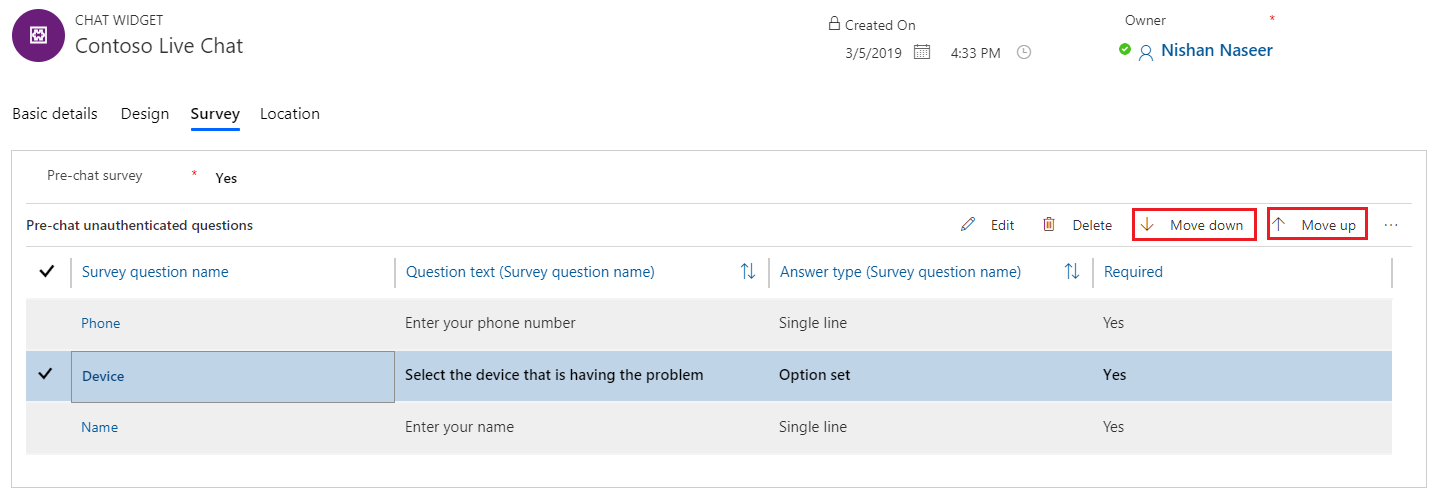 CHAT WIDGET
Contoso Live Chat
Created On
3/5/2019 4:33 PM
Owner *
Nishan Naseer
Basic details Design Survey Location
Pre-chat survey * Yes
Pre-chat unauthenticated questions Edit Delete Move down Move up ...
Survey question name Question text (Survey question name) Answer type (Survey question name) Required
Phone Enter your phone number Single line Yes
Device Select the device that is having the problem Option set Yes
Name Enter your name Single line Yes